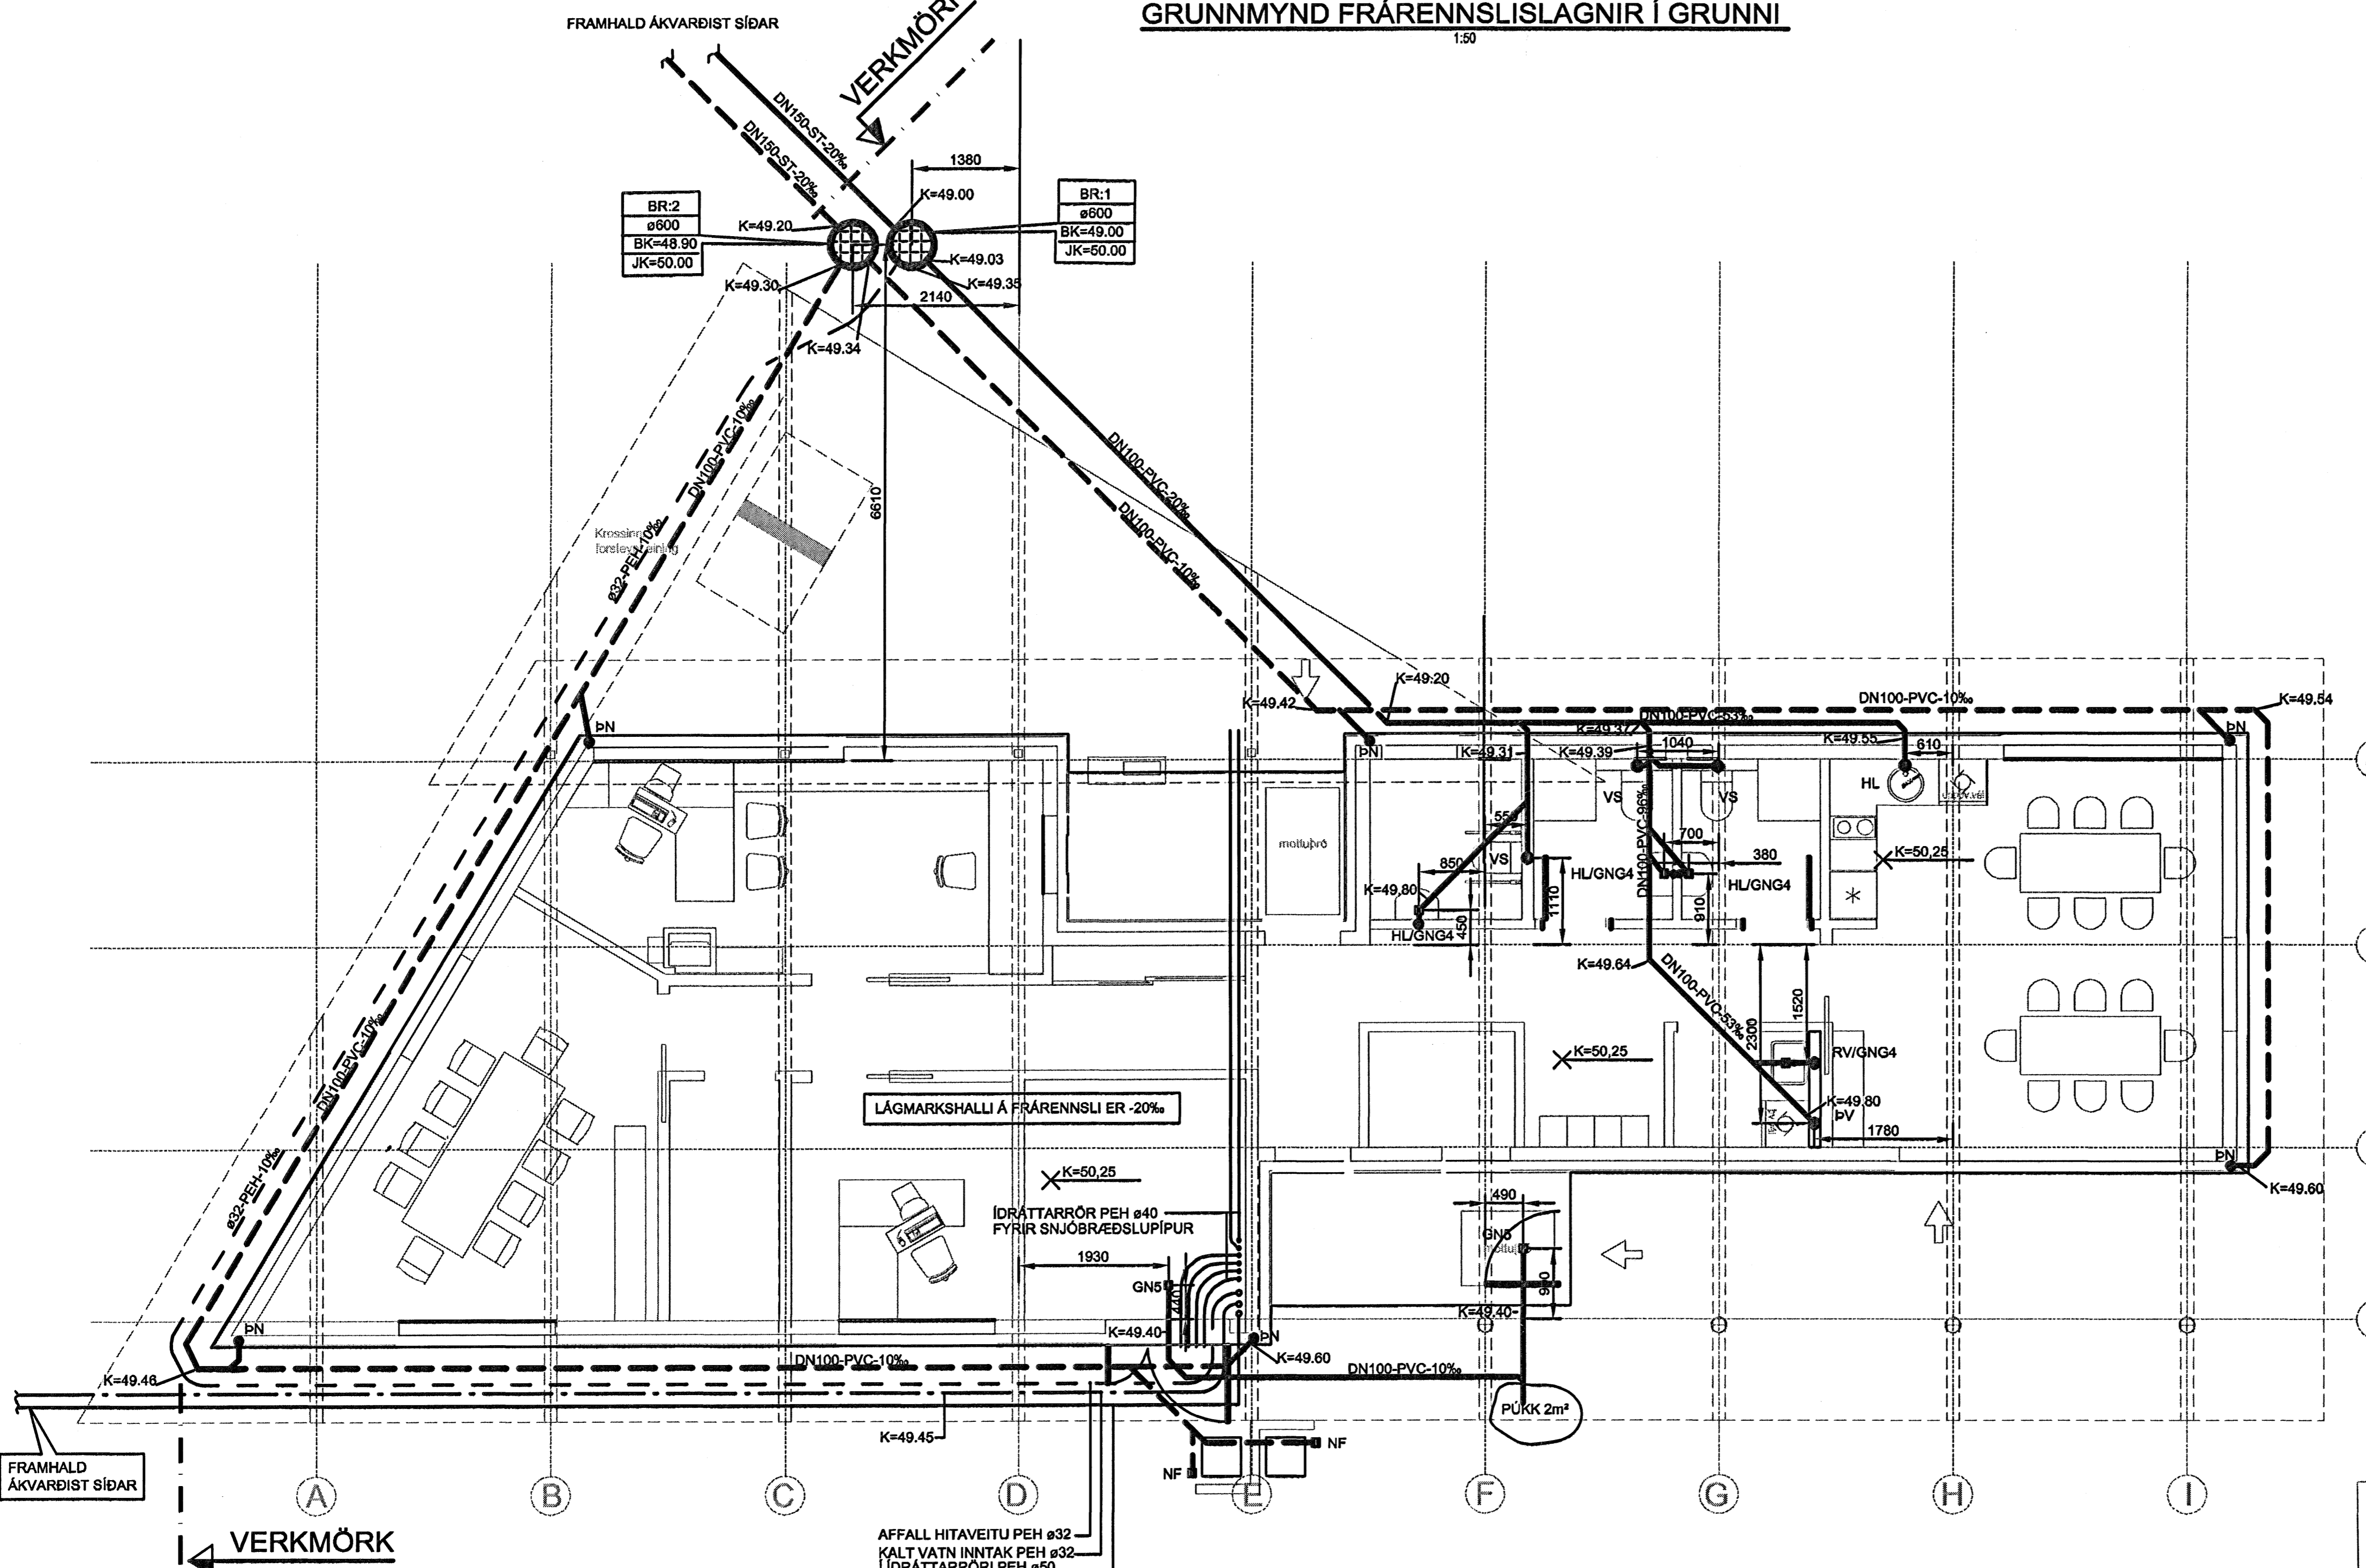 GRUNNMYND FRÁRENNSLISLAGNIR Í GRUNNI
1:50
FRAMHALD ÁKVARÐIST SÍÐAR
DN150-ST-20‰
DN150-ST-20‰
1380
K=49.00
BR:2
ø600
BK=48.90
JK=50.00
BR:1
ø600
BK=49.00
JK=50.00
K=49.20
K=49.03
K=49.30
K=49.35
2140
K=49.34
DN100-PVC-10‰
6610
DN100-PVC-20‰
DN100-PVC-10‰
Krossinn
ø32-PEH-10‰
K=49.20
K=49.42
DN100-PVC-10‰
K=49.54
ÞN
ÞN
ÞN
DN100-PVC-53‰
K=49.37
K=49.31
K=49.39
1040
K=49.55
610
HL
VS
VS
mottuþró
550
DN100-PVC-96‰
700
VS
850
380
K=50,25
HL/GNG4
HL/GNG4
K=49,80
1110
910
450
HL/GNG4
K=49.64
DN100-PVC-53‰
1520
2300
DN100-PVC-10‰
K=50,25
RV/GNG4
LÁGMARKSHALLI Á FRÁRENNSLI ER -20‰
K=49.80
ÞV
1780
ø32-PEH-10‰
K=50,25
ÞN
K=49.60
ÍDRÁTTARRÖR PEH ø40
FYRIR SNJÓBRÆÐSLUPÍPUR
490
GN5
1930
GN5
440
K=49.40
ÞN
K=49.40
ÞN
K=49.60
DN100-PVC-10‰
DN100-PVC-10‰
K=49.46
PÚKK 2m²
K=49.45
NF
NF
FRAMHALD
ÁKVARÐIST SÍÐAR
A
B
C
D
E
F
G
H
I
VERKMÖRK
AFFALL HITAVEITU PEH ø32
KALT VATN INNTAK PEH ø32